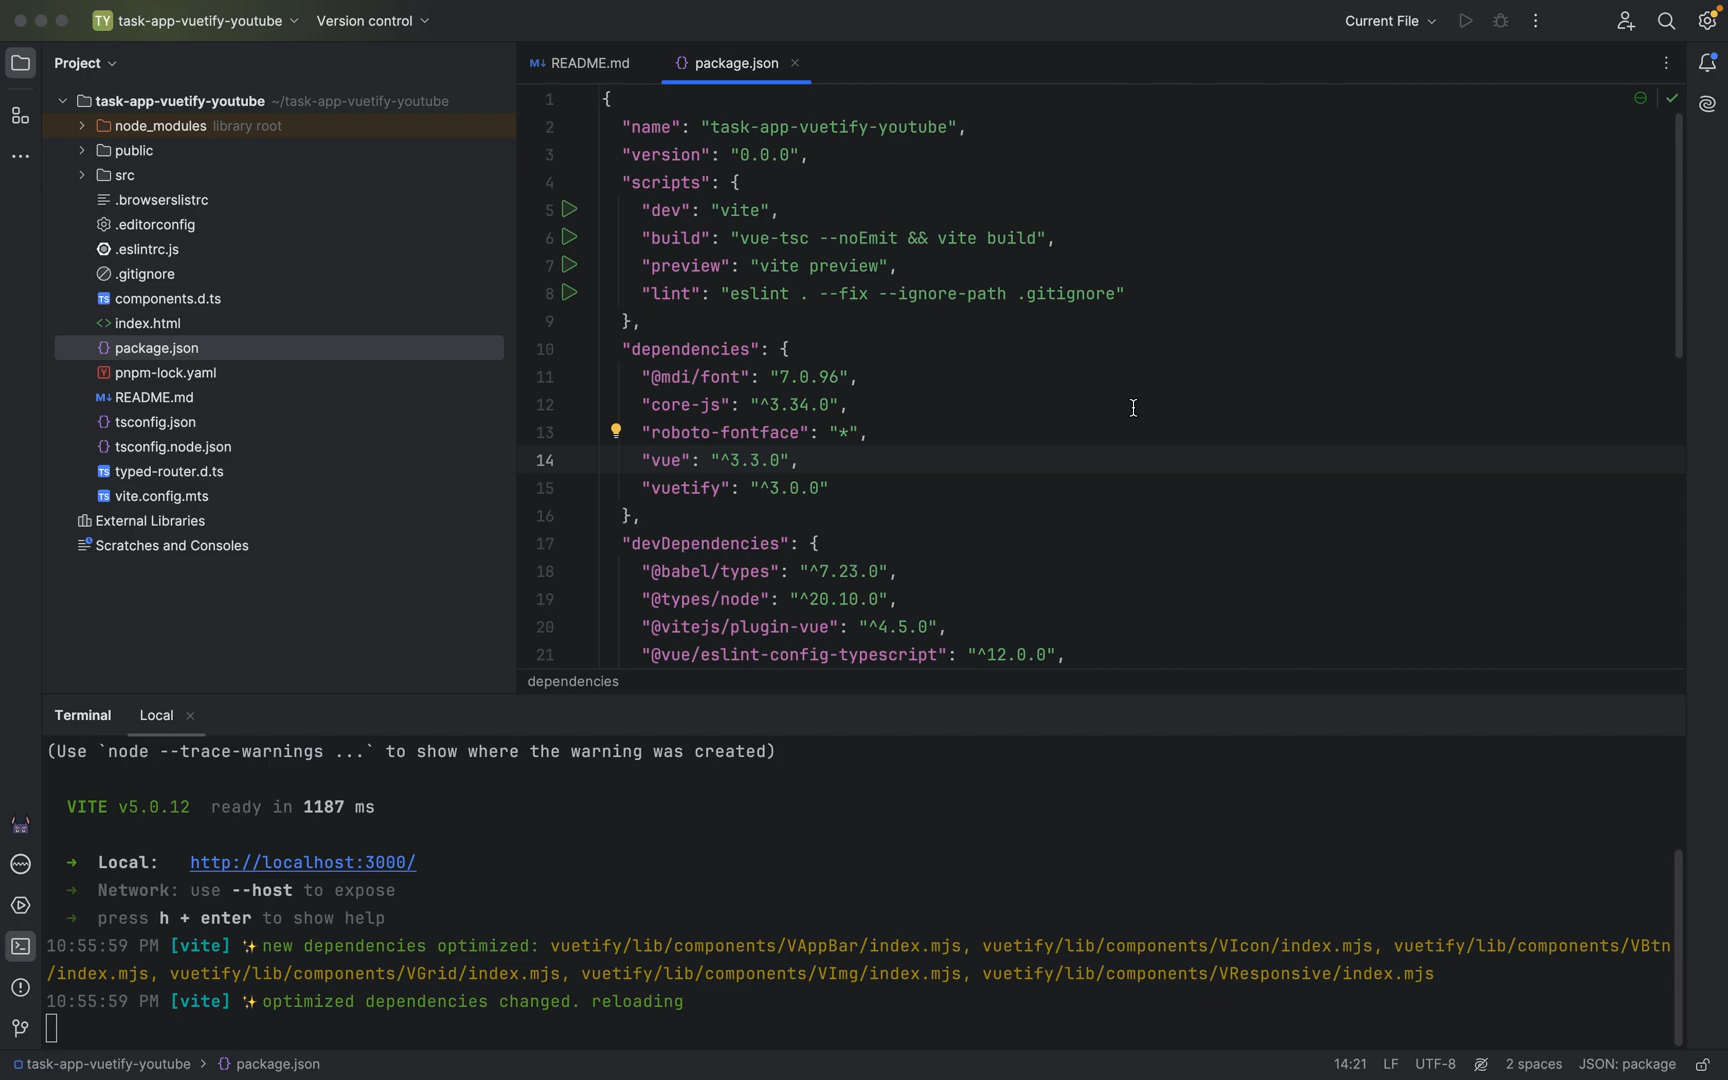 TY task-app-vuetify-youtube Version control Current File
Project
README.md package.json
task-app-vuetify-youtube ~/task-app-vuetify-youtube
node_modules library root
public
src
.browserslistrc
.editorconfig
.eslintrc.js
.gitignore
TS components.d.ts
<> index.html
{} package.json
Y pnpm-lock.yaml
M↓ README.md
{} tsconfig.json
{} tsconfig.node.json
TS typed-router.d.ts
TS vite.config.mts
External Libraries
Scratches and Consoles
1 {
2 "name": "task-app-vuetify-youtube",
3 "version": "0.0.0",
4 "scripts": {
5 "dev": "vite",
6 "build": "vue-tsc --noEmit && vite build",
7 "preview": "vite preview",
8 "lint": "eslint . --fix --ignore-path .gitignore"
9 },
10 "dependencies": {
11 "@mdi/font": "7.0.96",
12 "core-js": "^3.34.0",
13 "roboto-fontface": "*",
14 "vue": "^3.3.0",
15 "vuetify": "^3.0.0"
16 },
17 "devDependencies": {
18 "@babel/types": "^7.23.0",
19 "@types/node": "^20.10.0",
20 "@vitejs/plugin-vue": "^4.5.0",
21 "@vue/eslint-config-typescript": "^12.0.0",
dependencies
Terminal Local
(Use `node --trace-warnings ...` to show where the warning was created)
VITE v5.0.12 ready in 1187 ms
➜ Local: http://localhost:3000/
➜ Network: use --host to expose
➜ press h + enter to show help
10:55:59 PM [vite] ✨ new dependencies optimized: vuetify/lib/components/VAppBar/index.mjs, vuetify/lib/components/VIcon/index.mjs, vuetify/lib/components/VBtn
/index.mjs, vuetify/lib/components/VGrid/index.mjs, vuetify/lib/components/VImg/index.mjs, vuetify/lib/components/VResponsive/index.mjs
10:55:59 PM [vite] ✨ optimized dependencies changed. reloading
task-app-vuetify-youtube > {} package.json 14:21 LF UTF-8 2 spaces JSON: package